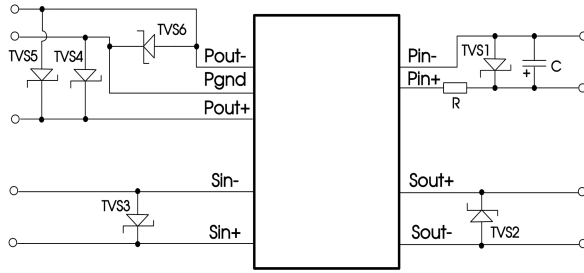 TVS6
TVS5 TVS4
Pout-
Pgnd
Pout+
Pin-
Pin+
TVS1
+
C
R
Sin-
TVS3
Sin+
Sout+
Sout-
TVS2